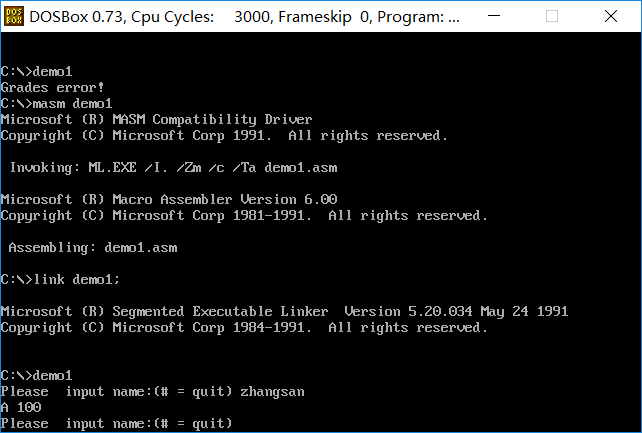 DOS BOX DOSBox 0.73, Cpu Cycles: 3000, Frameskip 0, Program: ...
C:\>demo1
Grades error!
C:\>masm demo1
Microsoft (R) MASM Compatibility Driver
Copyright (C) Microsoft Corp 1991. All rights reserved.
Invoking: ML.EXE /I. /Zm /c /Ta demo1.asm
Microsoft (R) Macro Assembler Version 6.00
Copyright (C) Microsoft Corp 1981-1991. All rights reserved.
Assembling: demo1.asm
C:\>link demo1;
Microsoft (R) Segmented Executable Linker Version 5.20.034 May 24 1991
Copyright (C) Microsoft Corp 1984-1991. All rights reserved.
C:\>demo1
Please input name:(# = quit) zhangsan
A 100
Please input name:(# = quit)